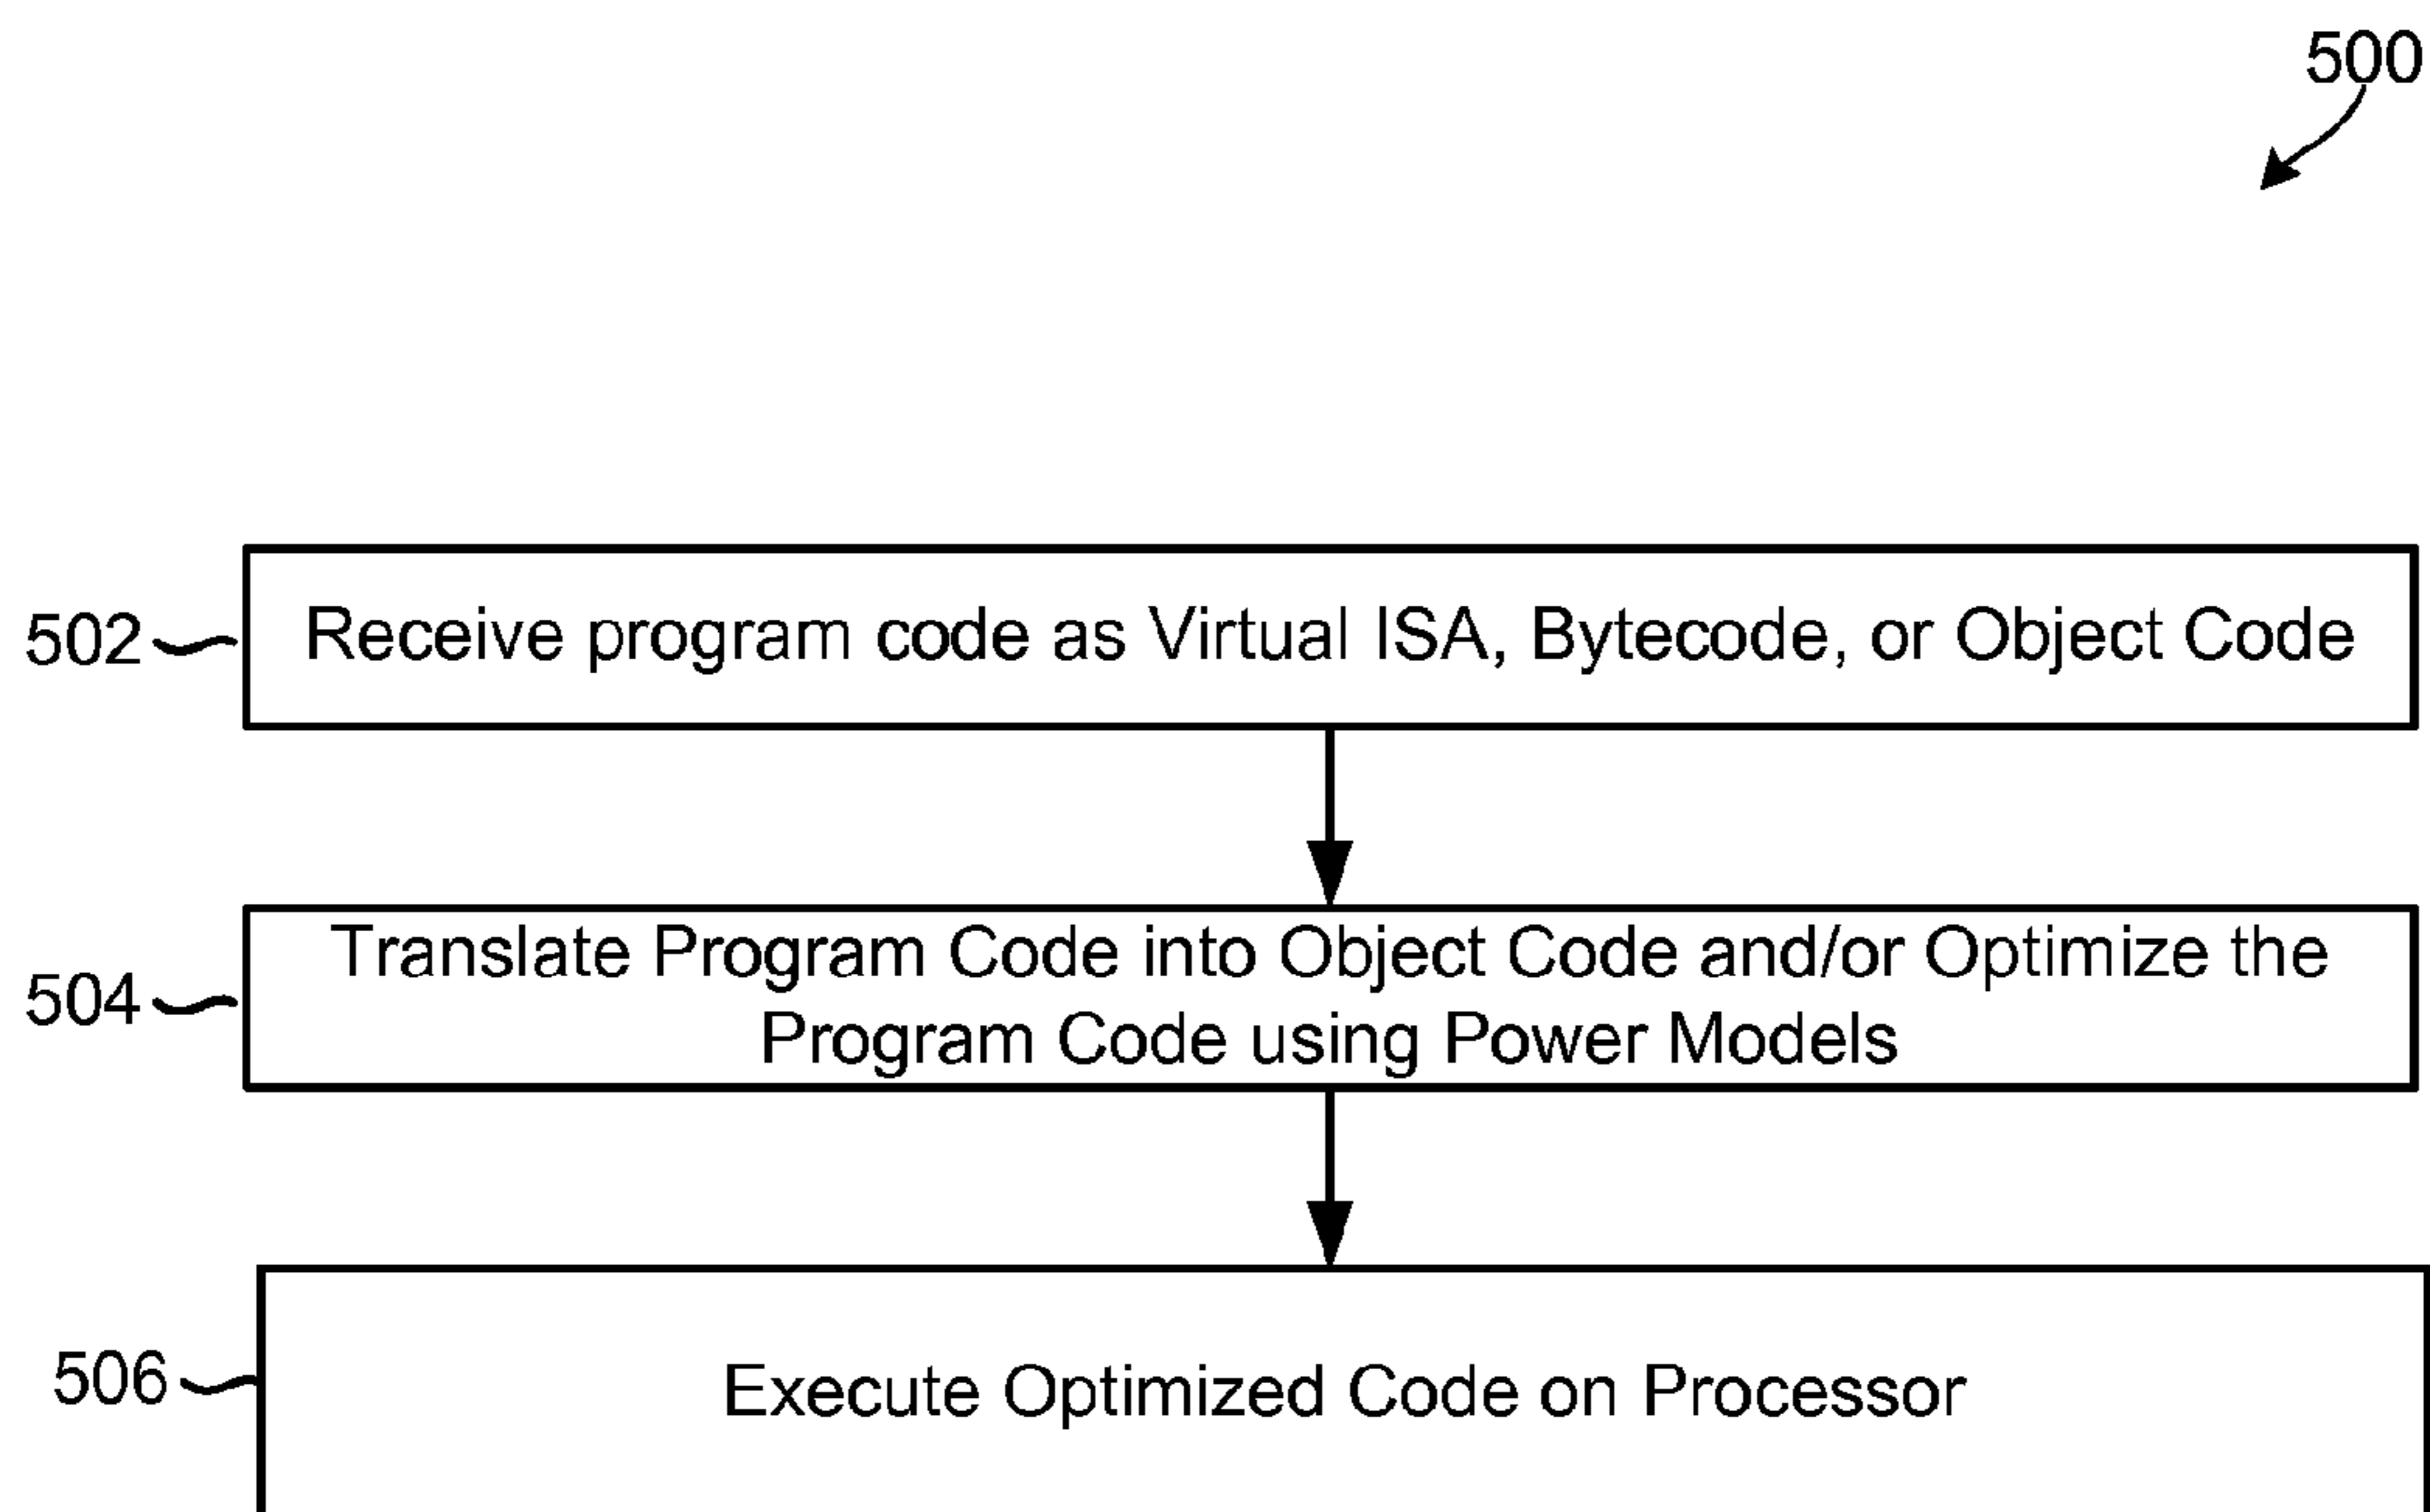 500
502 Receive program code as Virtual ISA, Bytecode, or Object Code
Translate Program Code into Object Code and/or Optimize the
504
Program Code using Power Models
506 Execute Optimized Code on Processor